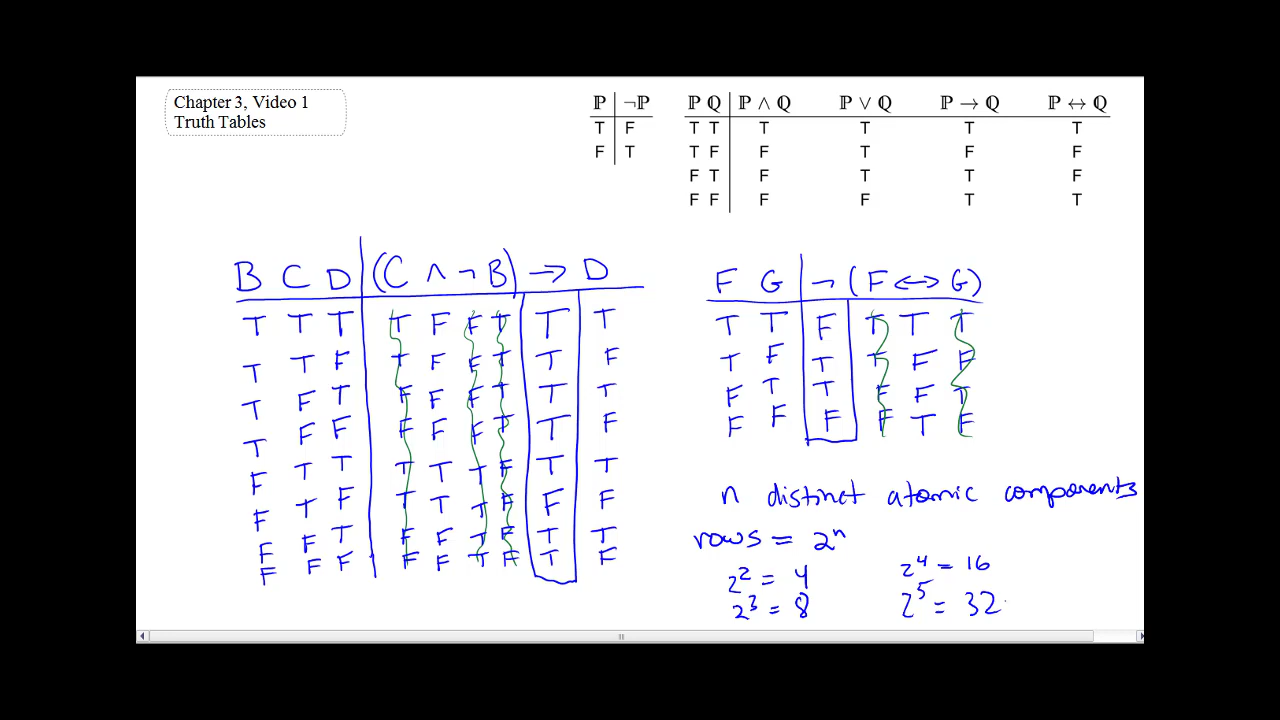 Chapter 3, Video 1
Truth Tables
ℙ ¬ℙ
T F
F T
ℙ ℚ ℙ ∧ ℚ ℙ ∨ ℚ ℙ → ℚ ℙ ↔ ℚ
T T T T T T
T F F T F F
F T F T T F
F F F F T T
B C D (C ∧ ¬ B) → D
T T T T F F T T T
T T F T F F T T F
T F T F F F T T T
T F F F F F T T F
F T T T T T F T T
F T F T T T F F F
F F T F F T F T T
F F F F F T F T F
F G ¬ (F ↔ G)
T T F T T T
T F T T F F
F T T F F T
F F F F T F
n distinct atomic components
rows = 2ⁿ
2² = 4 2⁴ = 16
2³ = 8 2⁵ = 32